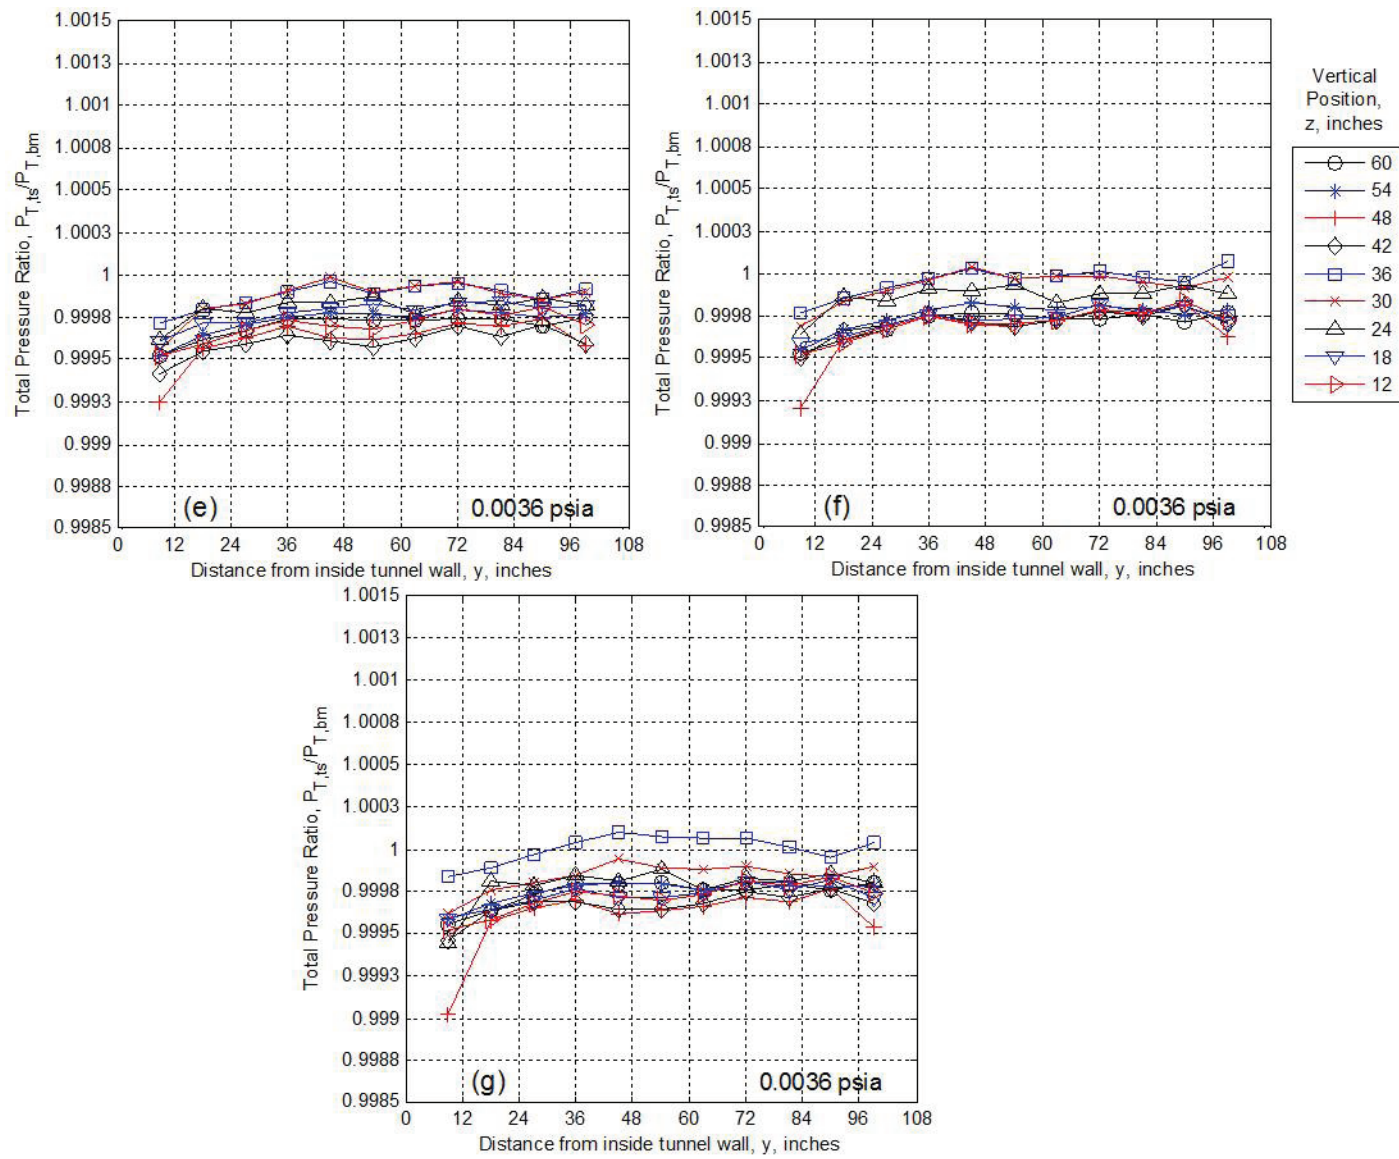 1.0015
1.0013
1.001
1.0008
1.0005
1.0003
1
0.9998
0.9995
0.9993
0.999
0.9988
0.9985
Total Pressure Ratio, P_T,ts/P_T,bm
(e)
0.0036 psia
0 12 24 36 48 60 72 84 96 108
Distance from inside tunnel wall, y, inches
1.0015
1.0013
1.001
1.0008
1.0005
1.0003
1
0.9998
0.9995
0.9993
0.999
0.9988
0.9985
Total Pressure Ratio, P_T,ts/P_T,bm
(f)
0.0036 psia
0 12 24 36 48 60 72 84 96 108
Distance from inside tunnel wall, y, inches
Vertical
Position,
z, inches
60
54
48
42
36
30
24
18
12
1.0015
1.0013
1.001
1.0008
1.0005
1.0003
1
0.9998
0.9995
0.9993
0.999
0.9988
0.9985
Total Pressure Ratio, P_T,ts/P_T,bm
(g)
0.0036 psia
0 12 24 36 48 60 72 84 96 108
Distance from inside tunnel wall, y, inches